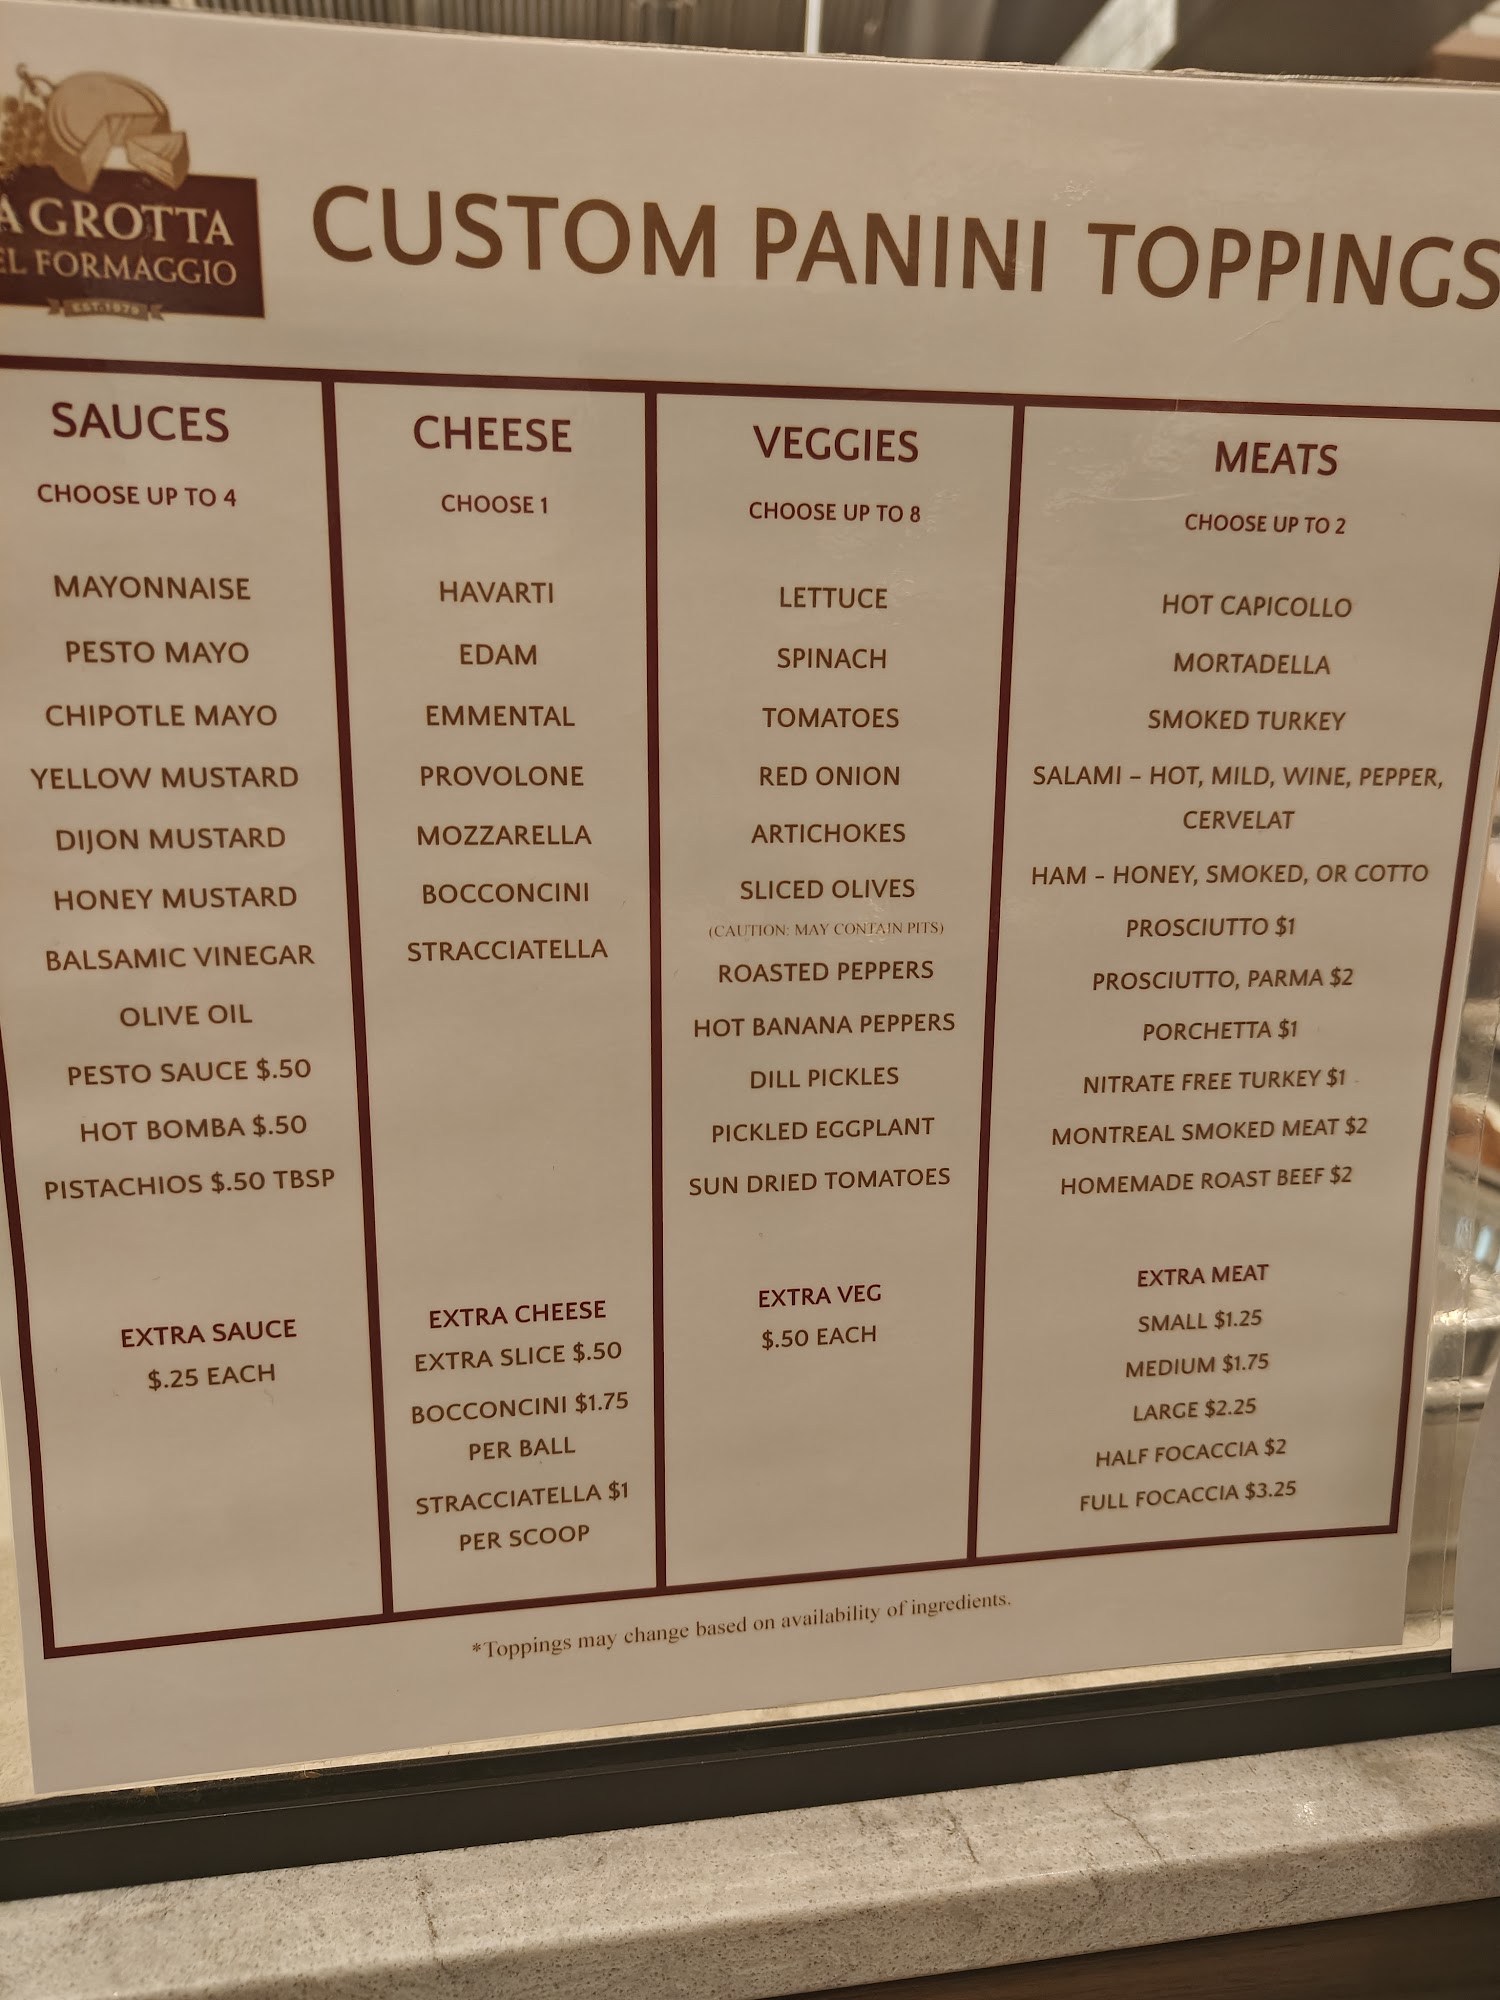 A GROTTA
EL FORMAGGIO
CUSTOM PANINI TOPPINGS
SAUCES
CHOOSE UP TO 4
MAYONNAISE
PESTO MAYO
CHIPOTLE MAYO
YELLOW MUSTARD
DIJON MUSTARD
HONEY MUSTARD
BALSAMIC VINEGAR
OLIVE OIL
PESTO SAUCE $.50
HOT BOMBA $.50
PISTACHIOS $.50 TBSP
EXTRA SAUCE
$.25 EACH
CHEESE
CHOOSE 1
HAVARTI
EDAM
EMMENTAL
PROVOLONE
MOZZARELLA
BOCCONCINI
STRACCIATELLA
EXTRA CHEESE
EXTRA SLICE $.50
BOCCONCINI $1.75
PER BALL
STRACCIATELLA $1
PER SCOOP
VEGGIES
CHOOSE UP TO 8
LETTUCE
SPINACH
TOMATOES
RED ONION
ARTICHOKES
SLICED OLIVES
(CAUTION: MAY CONTAIN PITS)
ROASTED PEPPERS
HOT BANANA PEPPERS
DILL PICKLES
PICKLED EGGPLANT
SUN DRIED TOMATOES
EXTRA VEG
$.50 EACH
MEATS
CHOOSE UP TO 2
HOT CAPICOLLO
MORTADELLA
SMOKED TURKEY
SALAMI – HOT, MILD, WINE, PEPPER,
CERVELAT
HAM - HONEY, SMOKED, OR COTTO
PROSCIUTTO $1
PROSCIUTTO, PARMA $2
PORCHETTA $1
NITRATE FREE TURKEY $1
MONTREAL SMOKED MEAT $2
HOMEMADE ROAST BEEF $2
EXTRA MEAT
SMALL $1.25
MEDIUM $1.75
LARGE $2.25
HALF FOCACCIA $2
FULL FOCACCIA $3.25
*Toppings may change based on availability of ingredients.